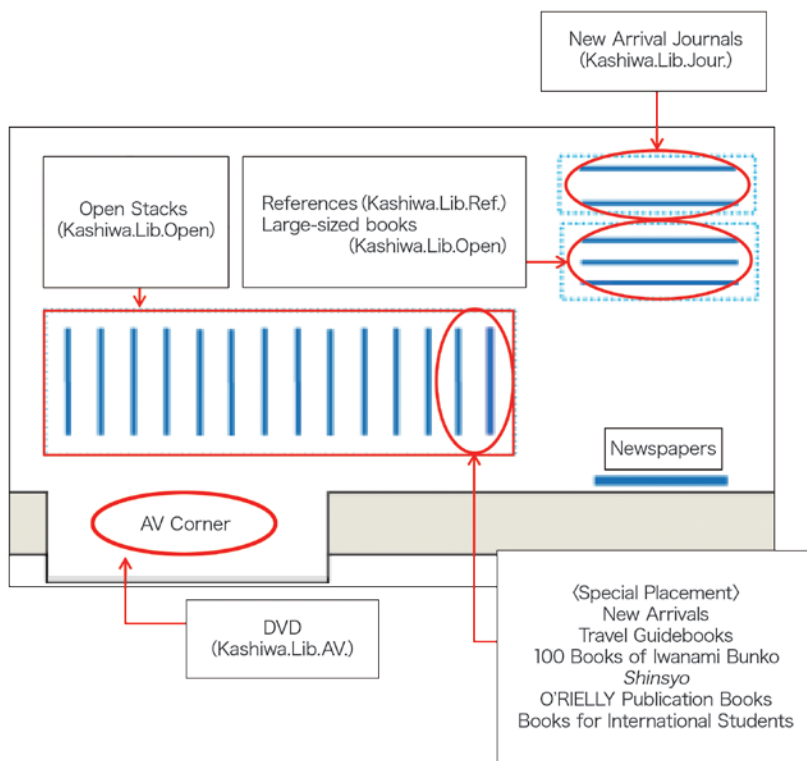 New Arrival Journals
(Kashiwa.Lib.Jour.)
Open Stacks
(Kashiwa.Lib.Open)
References (Kashiwa.Lib.Ref.)
Large-sized books
(Kashiwa.Lib.Open)
Newspapers
AV Corner
DVD
(Kashiwa.Lib.AV.)
〈Special Placement〉
New Arrivals
Travel Guidebooks
100 Books of Iwanami Bunko
Shinsyo
O'RIELLY Publication Books
Books for International Students